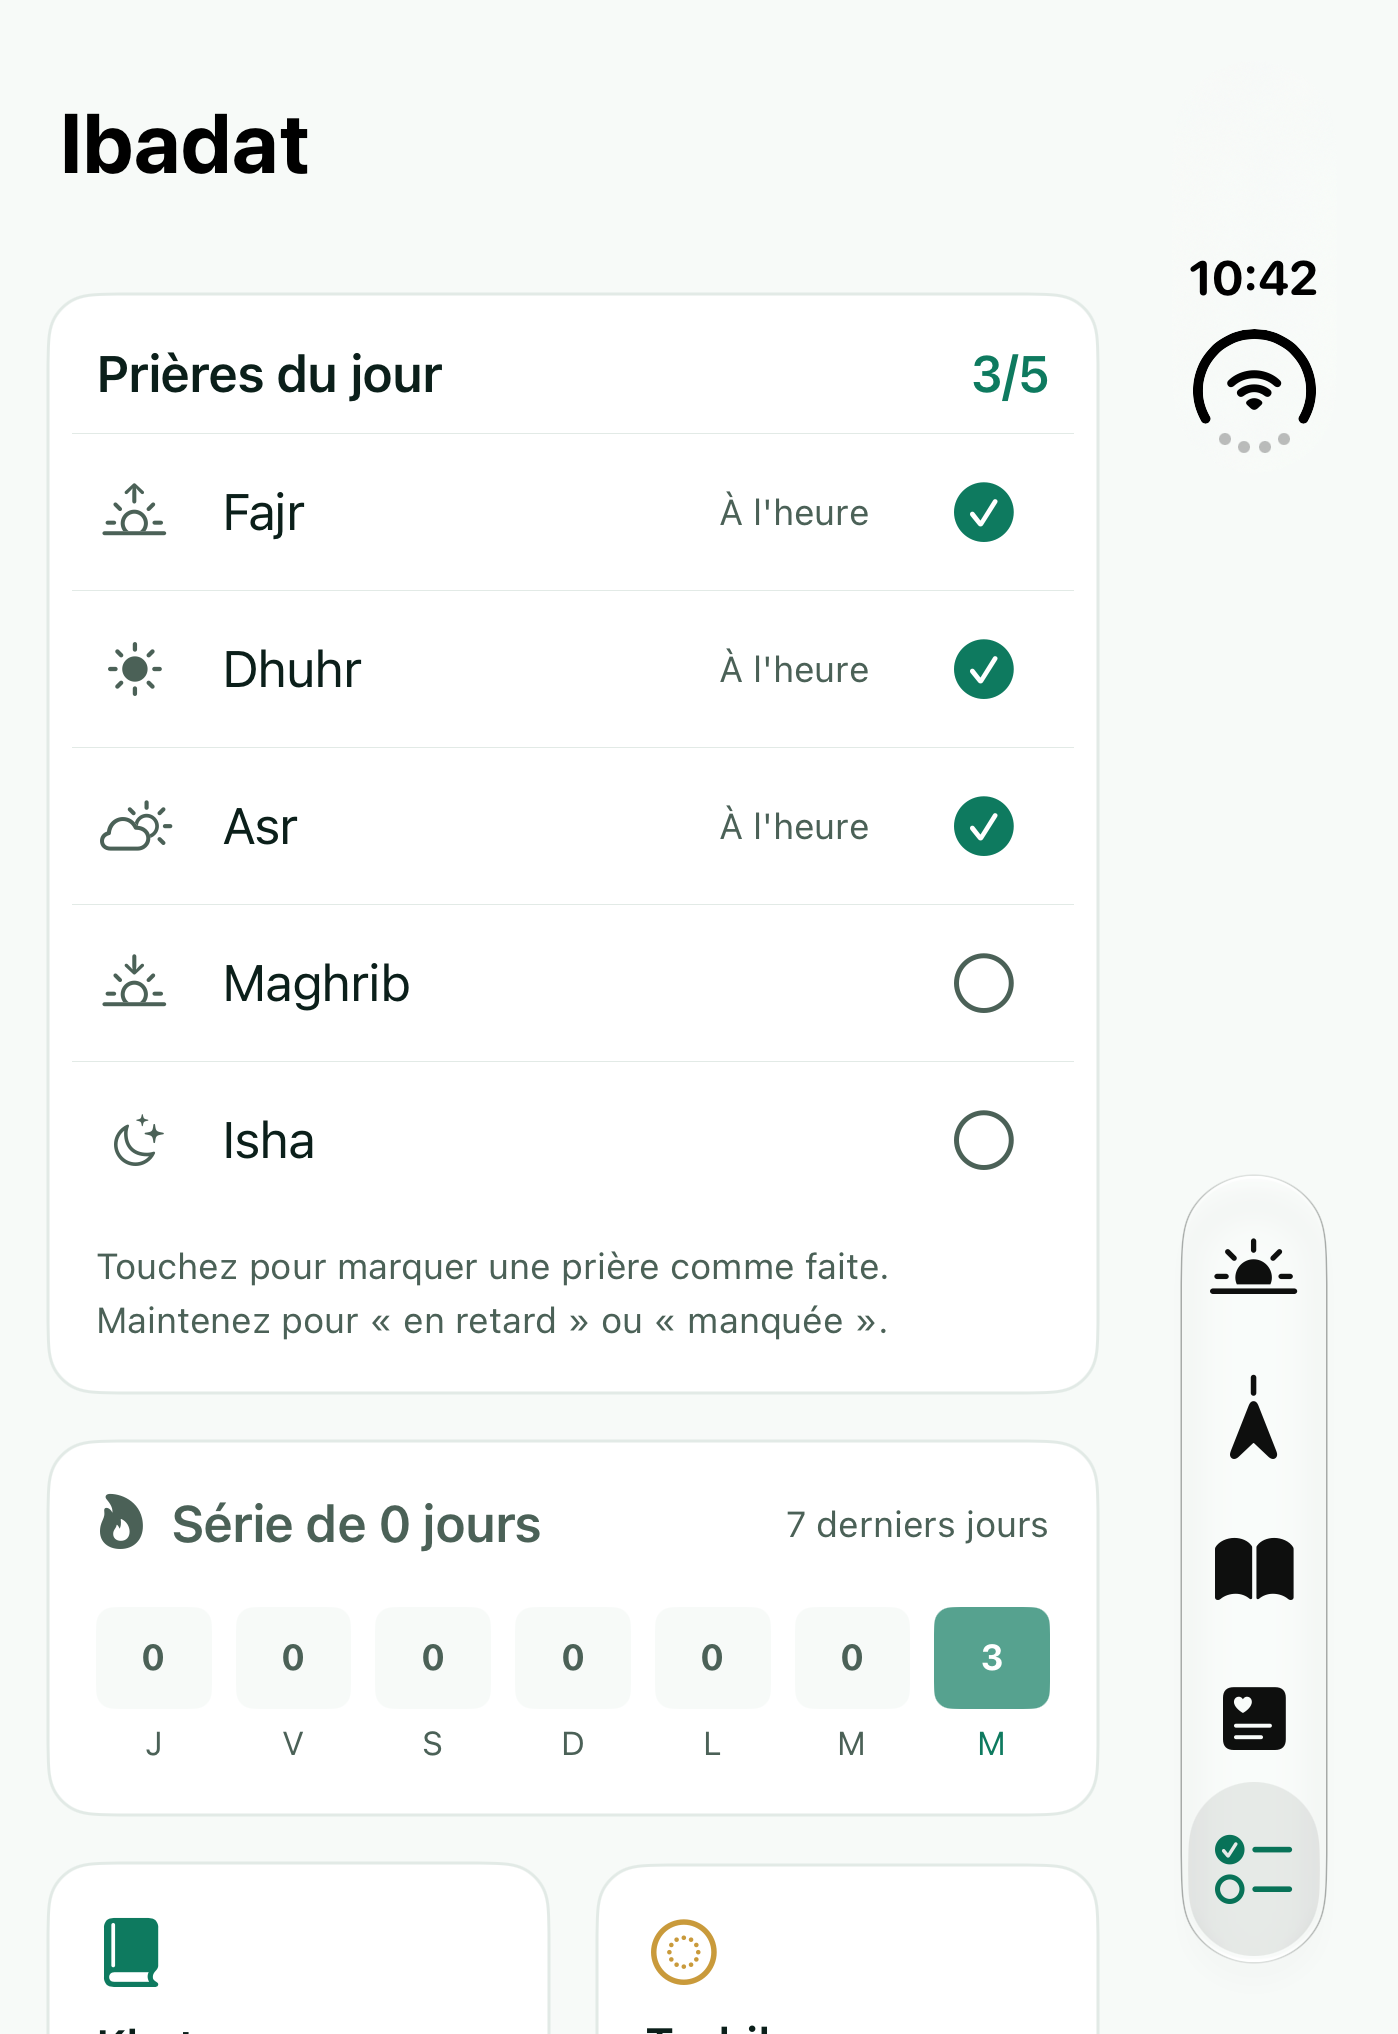 Ibadat
10:42
Prières du jour 3/5
Fajr À l'heure
Dhuhr À l'heure
Asr À l'heure
Maghrib
Isha
Touchez pour marquer une prière comme faite.
Maintenez pour « en retard » ou « manquée ».
Série de 0 jours 7 derniers jours
0 0 0 0 0 0 3
J V S D L M M